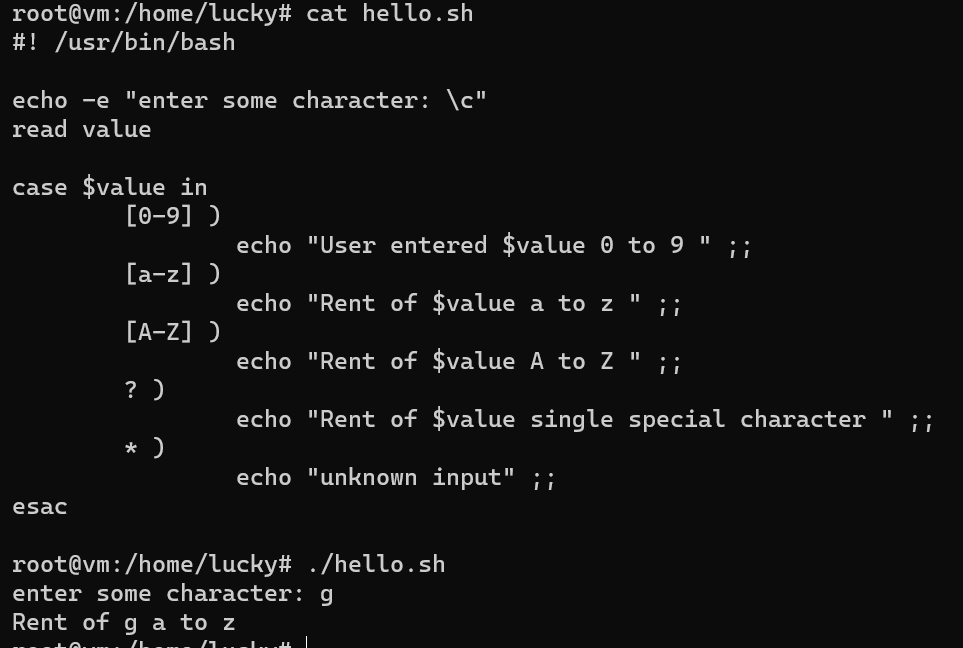 root@vm:/home/lucky# cat hello.sh
#! /usr/bin/bash
echo -e "enter some character: \c"
read value
case $value in
[0-9] )
echo "User entered $value 0 to 9 " ;;
[a-z] )
echo "Rent of $value a to z " ;;
[A-Z] )
echo "Rent of $value A to Z " ;;
? )
echo "Rent of $value single special character " ;;
* )
echo "unknown input" ;;
esac
root@vm:/home/lucky# ./hello.sh
enter some character: g
Rent of g a to z
root@vm:/home/lucky#